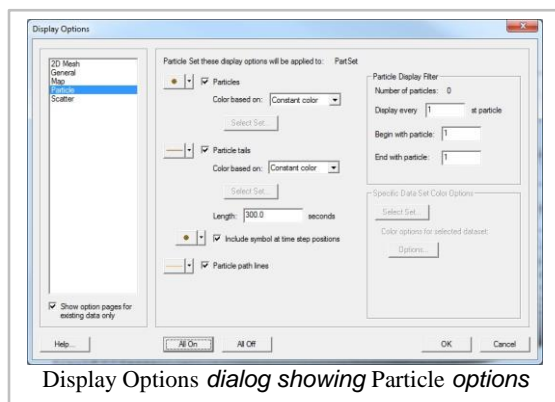 Display Options
2D Mesh
General
Map
Particle
Scatter
Show option pages for
existing data only
Particle Set these display options will be applied to: PartSet
Particles
Color based on: Constant color
Select Set...
Particle tails
Color based on: Constant color
Select Set...
Length: 300.0 seconds
Include symbol at time step positions
Particle path lines
Particle Display Filter
Number of particles: 0
Display every 1 st particle
Begin with particle: 1
End with particle: 1
Specific Data Set Color Options
Select Set...
Color options for selected dataset:
Options...
Help...
All On
All Off
OK
Cancel
Display Options dialog showing Particle options